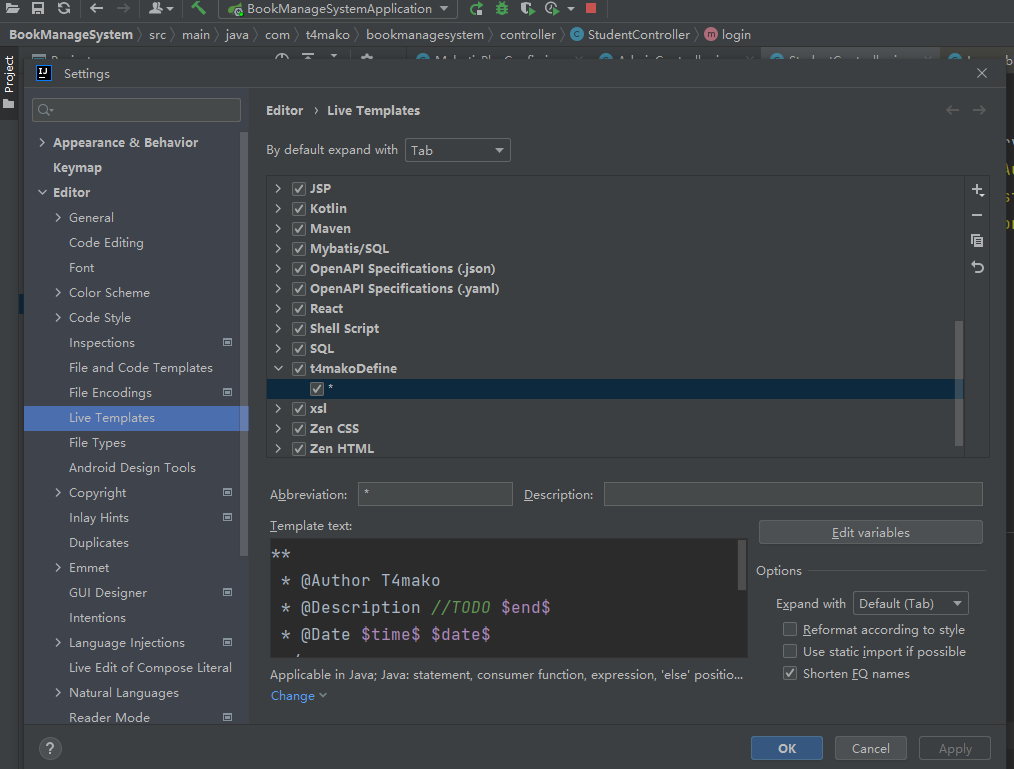 BookManageSystemApplication
BookManageSystem
src
main
java
com
t4mako
bookmanagesystem
controller
StudentController
login
Project
Settings
Appearance & Behavior
Keymap
Editor
General
Code Editing
Font
Color Scheme
Code Style
Inspections
File and Code Templates
File Encodings
Live Templates
File Types
Android Design Tools
Copyright
Inlay Hints
Duplicates
Emmet
GUI Designer
Intentions
Language Injections
Live Edit of Compose Literal
Natural Languages
Reader Mode
Editor › Live Templates
By default expand with Tab
JSP
Kotlin
Maven
Mybatis/SQL
OpenAPI Specifications (.json)
OpenAPI Specifications (.yaml)
React
Shell Script
SQL
t4makoDefine
*
xsl
Zen CSS
Zen HTML
Abbreviation: * Description:
Template text:
**
* @Author T4mako
* @Description //TODO $end$
* @Date $time$ $date$
Edit variables
Options
Expand with Default (Tab)
Reformat according to style
Use static import if possible
Shorten FQ names
Applicable in Java; Java: statement, consumer function, expression, 'else' positio...
Change
? OK Cancel Apply